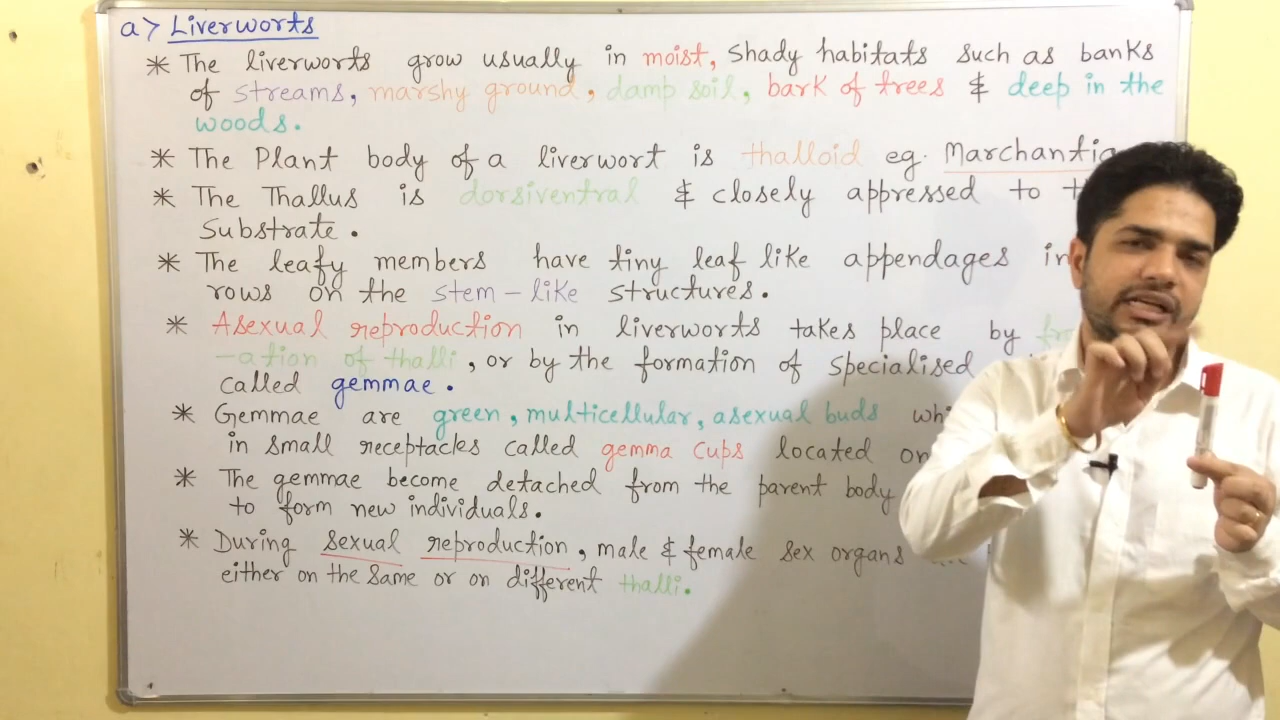 a> Liverworts
* The liverworts grow usually in moist, shady habitats such as banks
of streams, marshy ground, damp soil, bark of trees & deep in the
woods.
* The Plant body of a liverwort is thalloid eg. Marchantia
* The Thallus is dorsiventral & closely appressed to
substrate.
* The leafy members have tiny leaf like appendages in
rows on the stem-like structures.
* Asexual reproduction in liverworts takes place by
-ation of thalli, or by the formation of specialised
called gemmae.
* Gemmae are green, multicellular, asexual buds
in small receptacks called gemma cups located on
* The gemmae become detached from the parent body
to form new individuals.
* During sexual reproduction, male & female sex organs
either on the same or on different thalli.